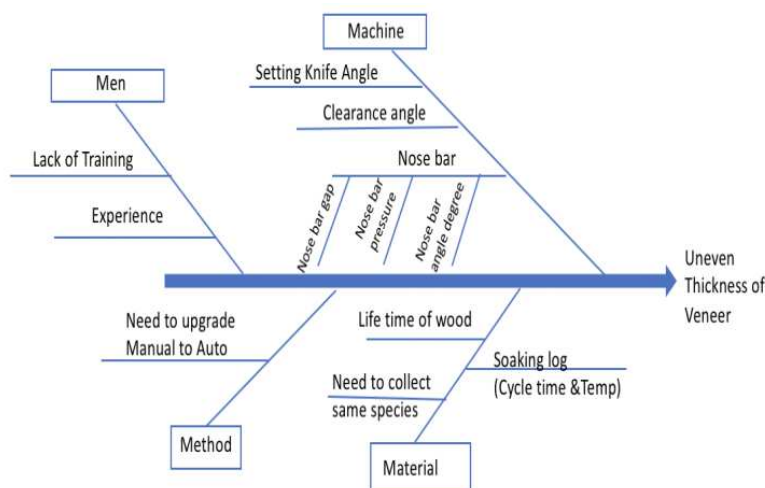 Machine
Setting Knife Angle
Clearance angle
Nose bar
Nose bar gap
Nose bar
pressure
Nose bar
angle degree
Men
Lack of Training
Experience
Uneven
Thickness of
Veneer
Need to upgrade
Manual to Auto
Method
Life time of wood
Soaking log
(Cycle time &Temp)
Need to collect
same species
Material